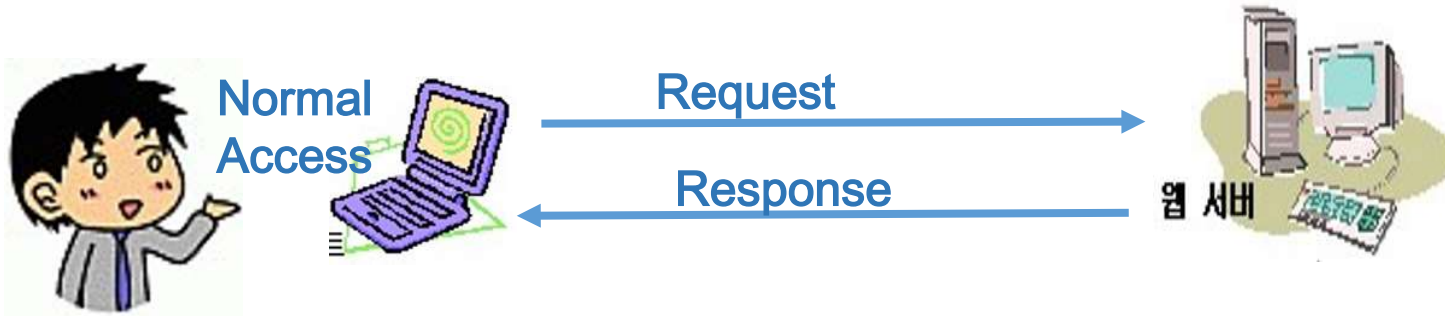 Normal
Access
Request
Response
웹 서버